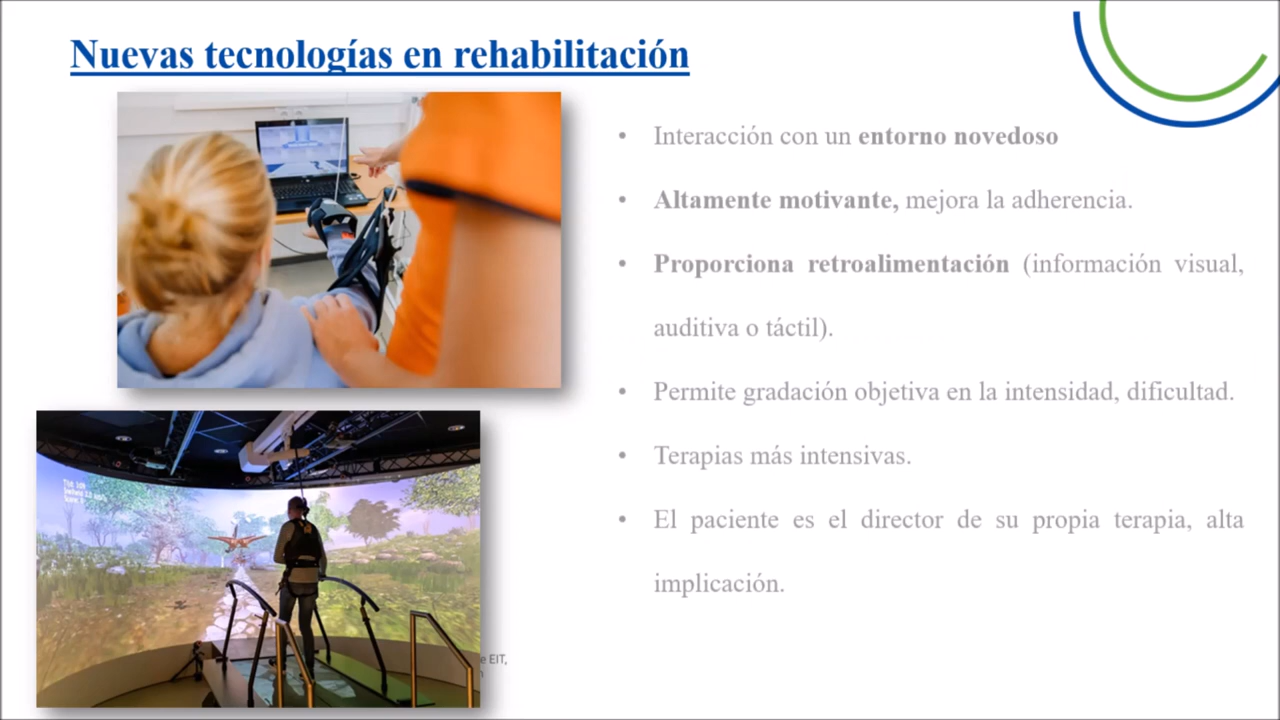 Nuevas tecnologías en rehabilitación
• Interacción con un entorno novedoso
• Altamente motivante, mejora la adherencia.
• Proporciona retroalimentación (información visual,
auditiva o táctil).
• Permite gradación objetiva en la intensidad, dificultad.
• Terapias más intensivas.
• El paciente es el director de su propia terapia, alta
implicación.
e EIT,